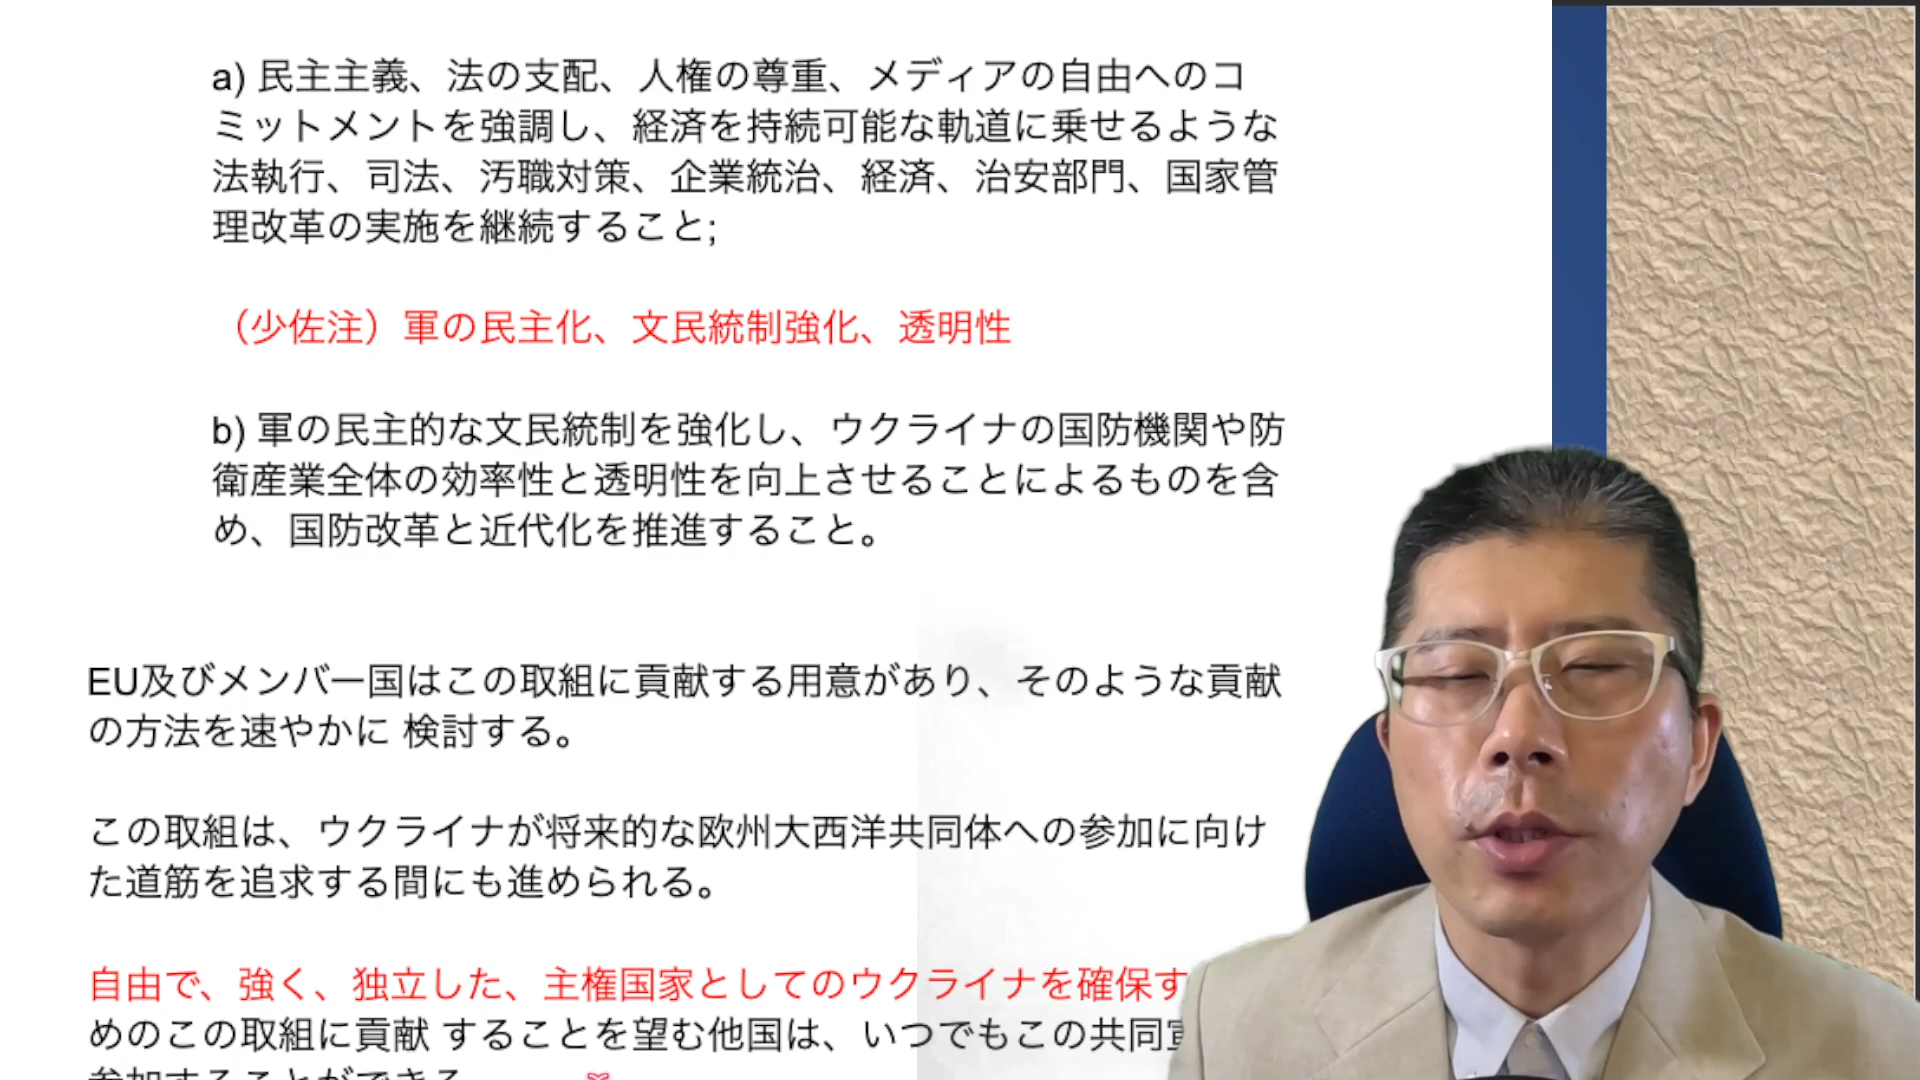 a) 民主主義、法の支配、人権の尊重、メディアの自由へのコ
ミットメントを強調し、経済を持続可能な軌道に乗せるような
法執行、司法、汚職対策、企業統治、経済、治安部門、国家管
理改革の実施を継続すること;
（少佐注）軍の民主化、文民統制強化、透明性
b) 軍の民主的な文民統制を強化し、ウクライナの国防機関や防
衛産業全体の効率性と透明性を向上させることによるものを含
め、国防改革と近代化を推進すること。
EU及びメンバー国はこの取組に貢献する用意があり、そのような貢献
の方法を速やかに 検討する。
この取組は、ウクライナが将来的な欧州大西洋共同体への参加に向け
た道筋を追求する間にも進められる。
自由で、強く、独立した、主権国家としてのウクライナを確保す
めのこの取組に貢献 することを望む他国は、いつでもこの共同
参加することができる